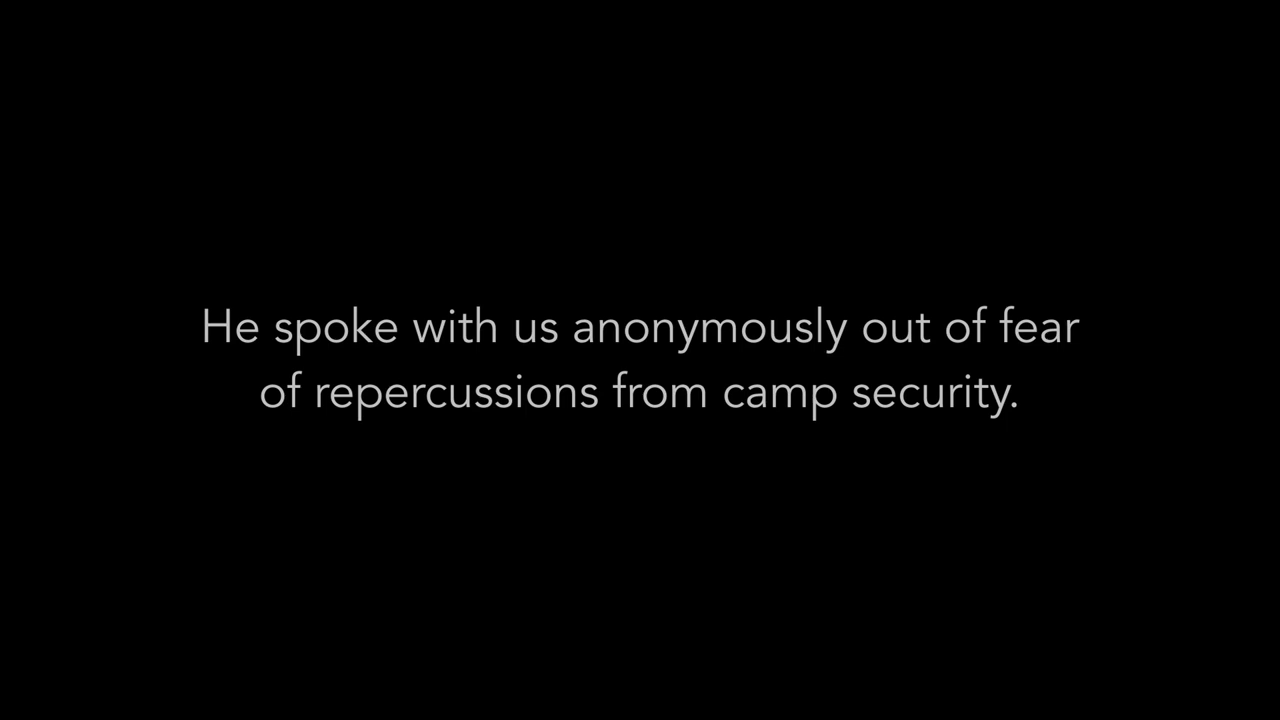 He spoke with us anonymously out of fear
of repercussions from camp security.